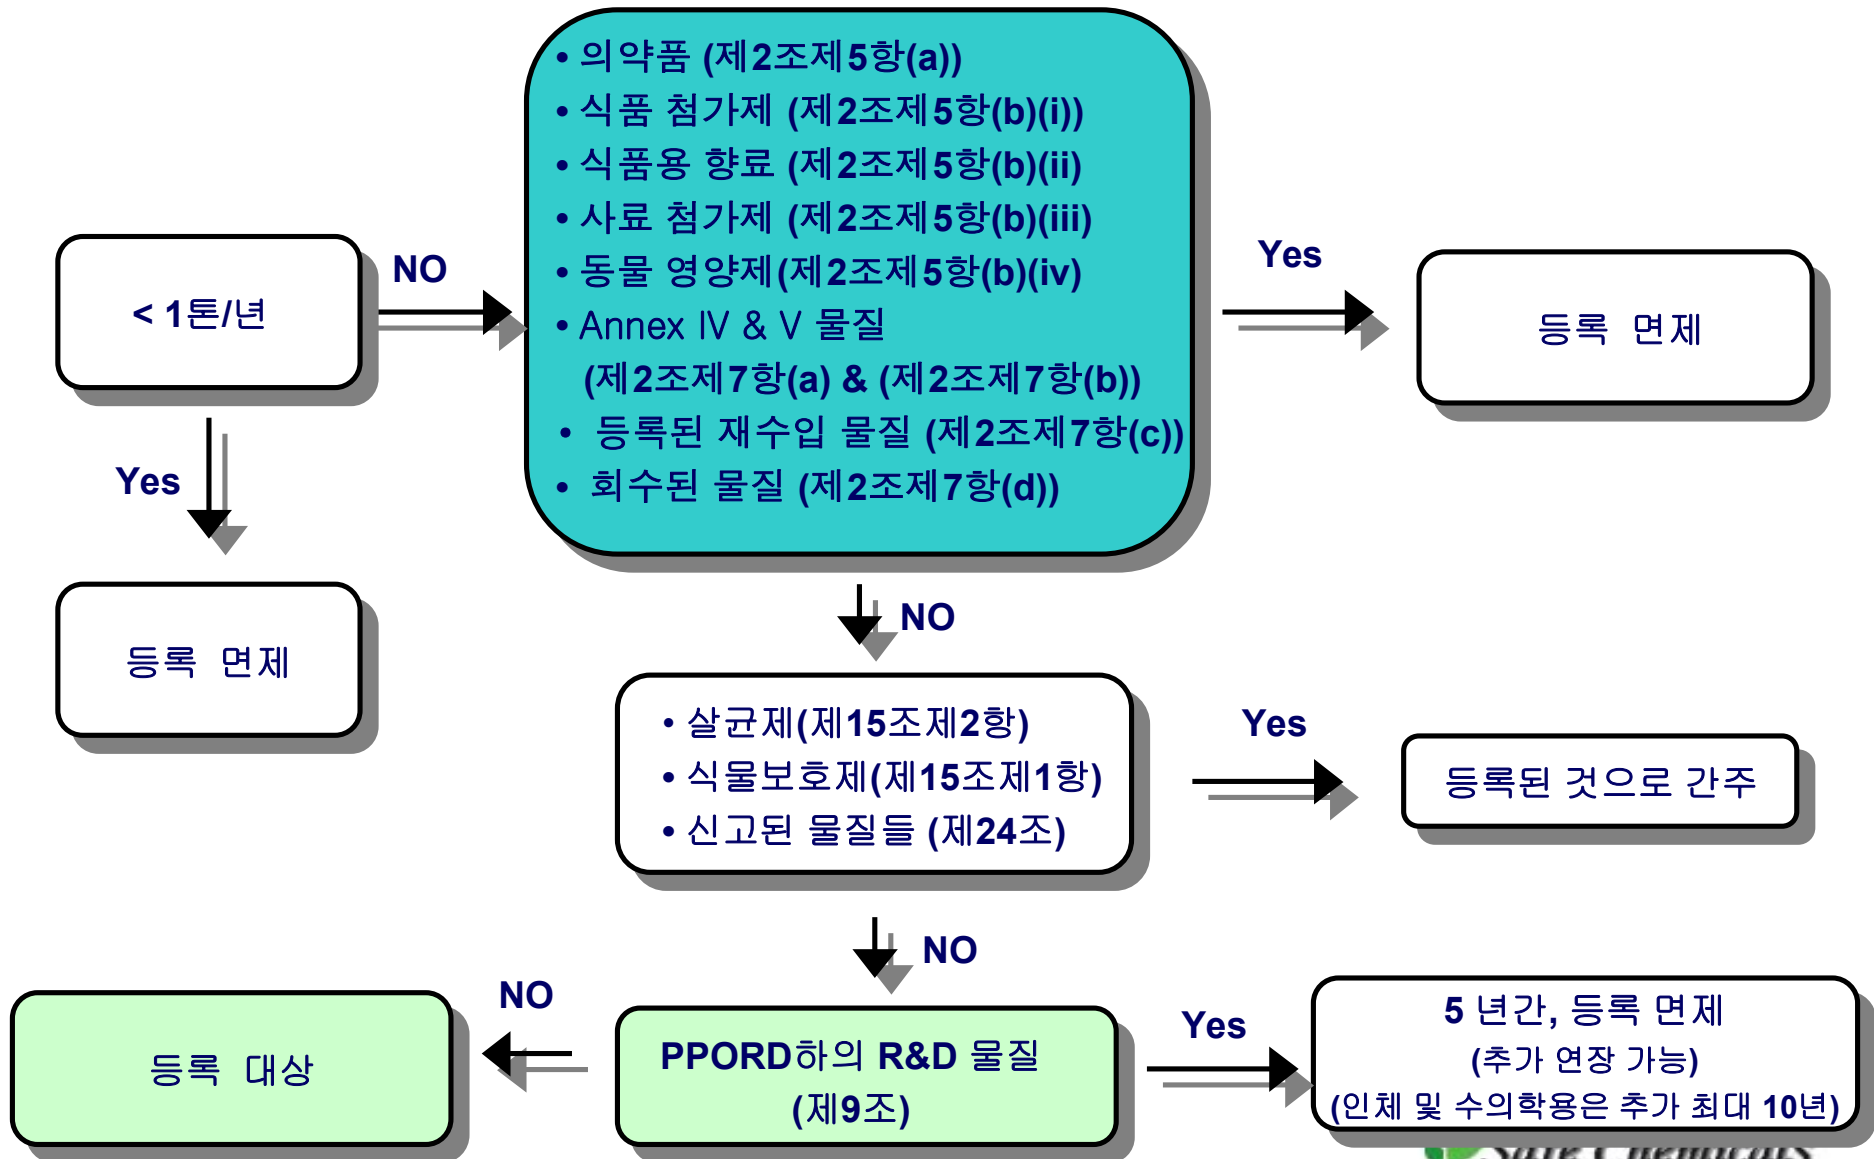 • 의약품 (제2조제5항(a))
• 식품 첨가제 (제2조제5항(b)(i))
• 식품용 향료 (제2조제5항(b)(ii)
• 사료 첨가제 (제2조제5항(b)(iii)
• 동물 영양제(제2조제5항(b)(iv)
• Annex IV & V 물질
(제2조제7항(a) & (제2조제7항(b))
• 등록된 재수입 물질 (제2조제7항(c))
• 회수된 물질 (제2조제7항(d))
< 1톤/년
NO
Yes
등록 면제
Yes
등록 면제
NO
• 살균제(제15조제2항)
• 식물보호제(제15조제1항)
• 신고된 물질들 (제24조)
Yes
등록된 것으로 간주
NO
NO
등록 대상
PPORD하의 R&D 물질
(제9조)
Yes
5 년간, 등록 면제
(추가 연장 가능)
(인체 및 수의학용은 추가 최대 10년)
Safe Chemicals